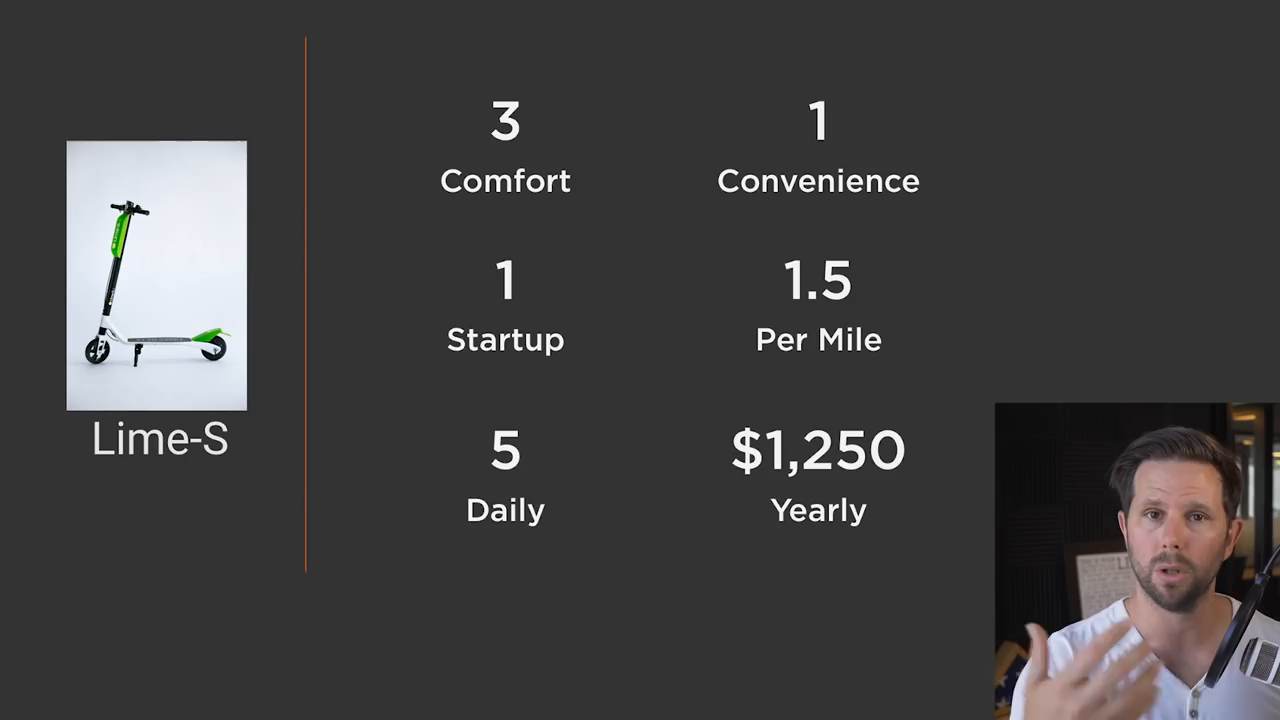 3
Comfort
1
Convenience
1
Startup
1.5
Per Mile
5
Daily
$1,250
Yearly
Lime-S